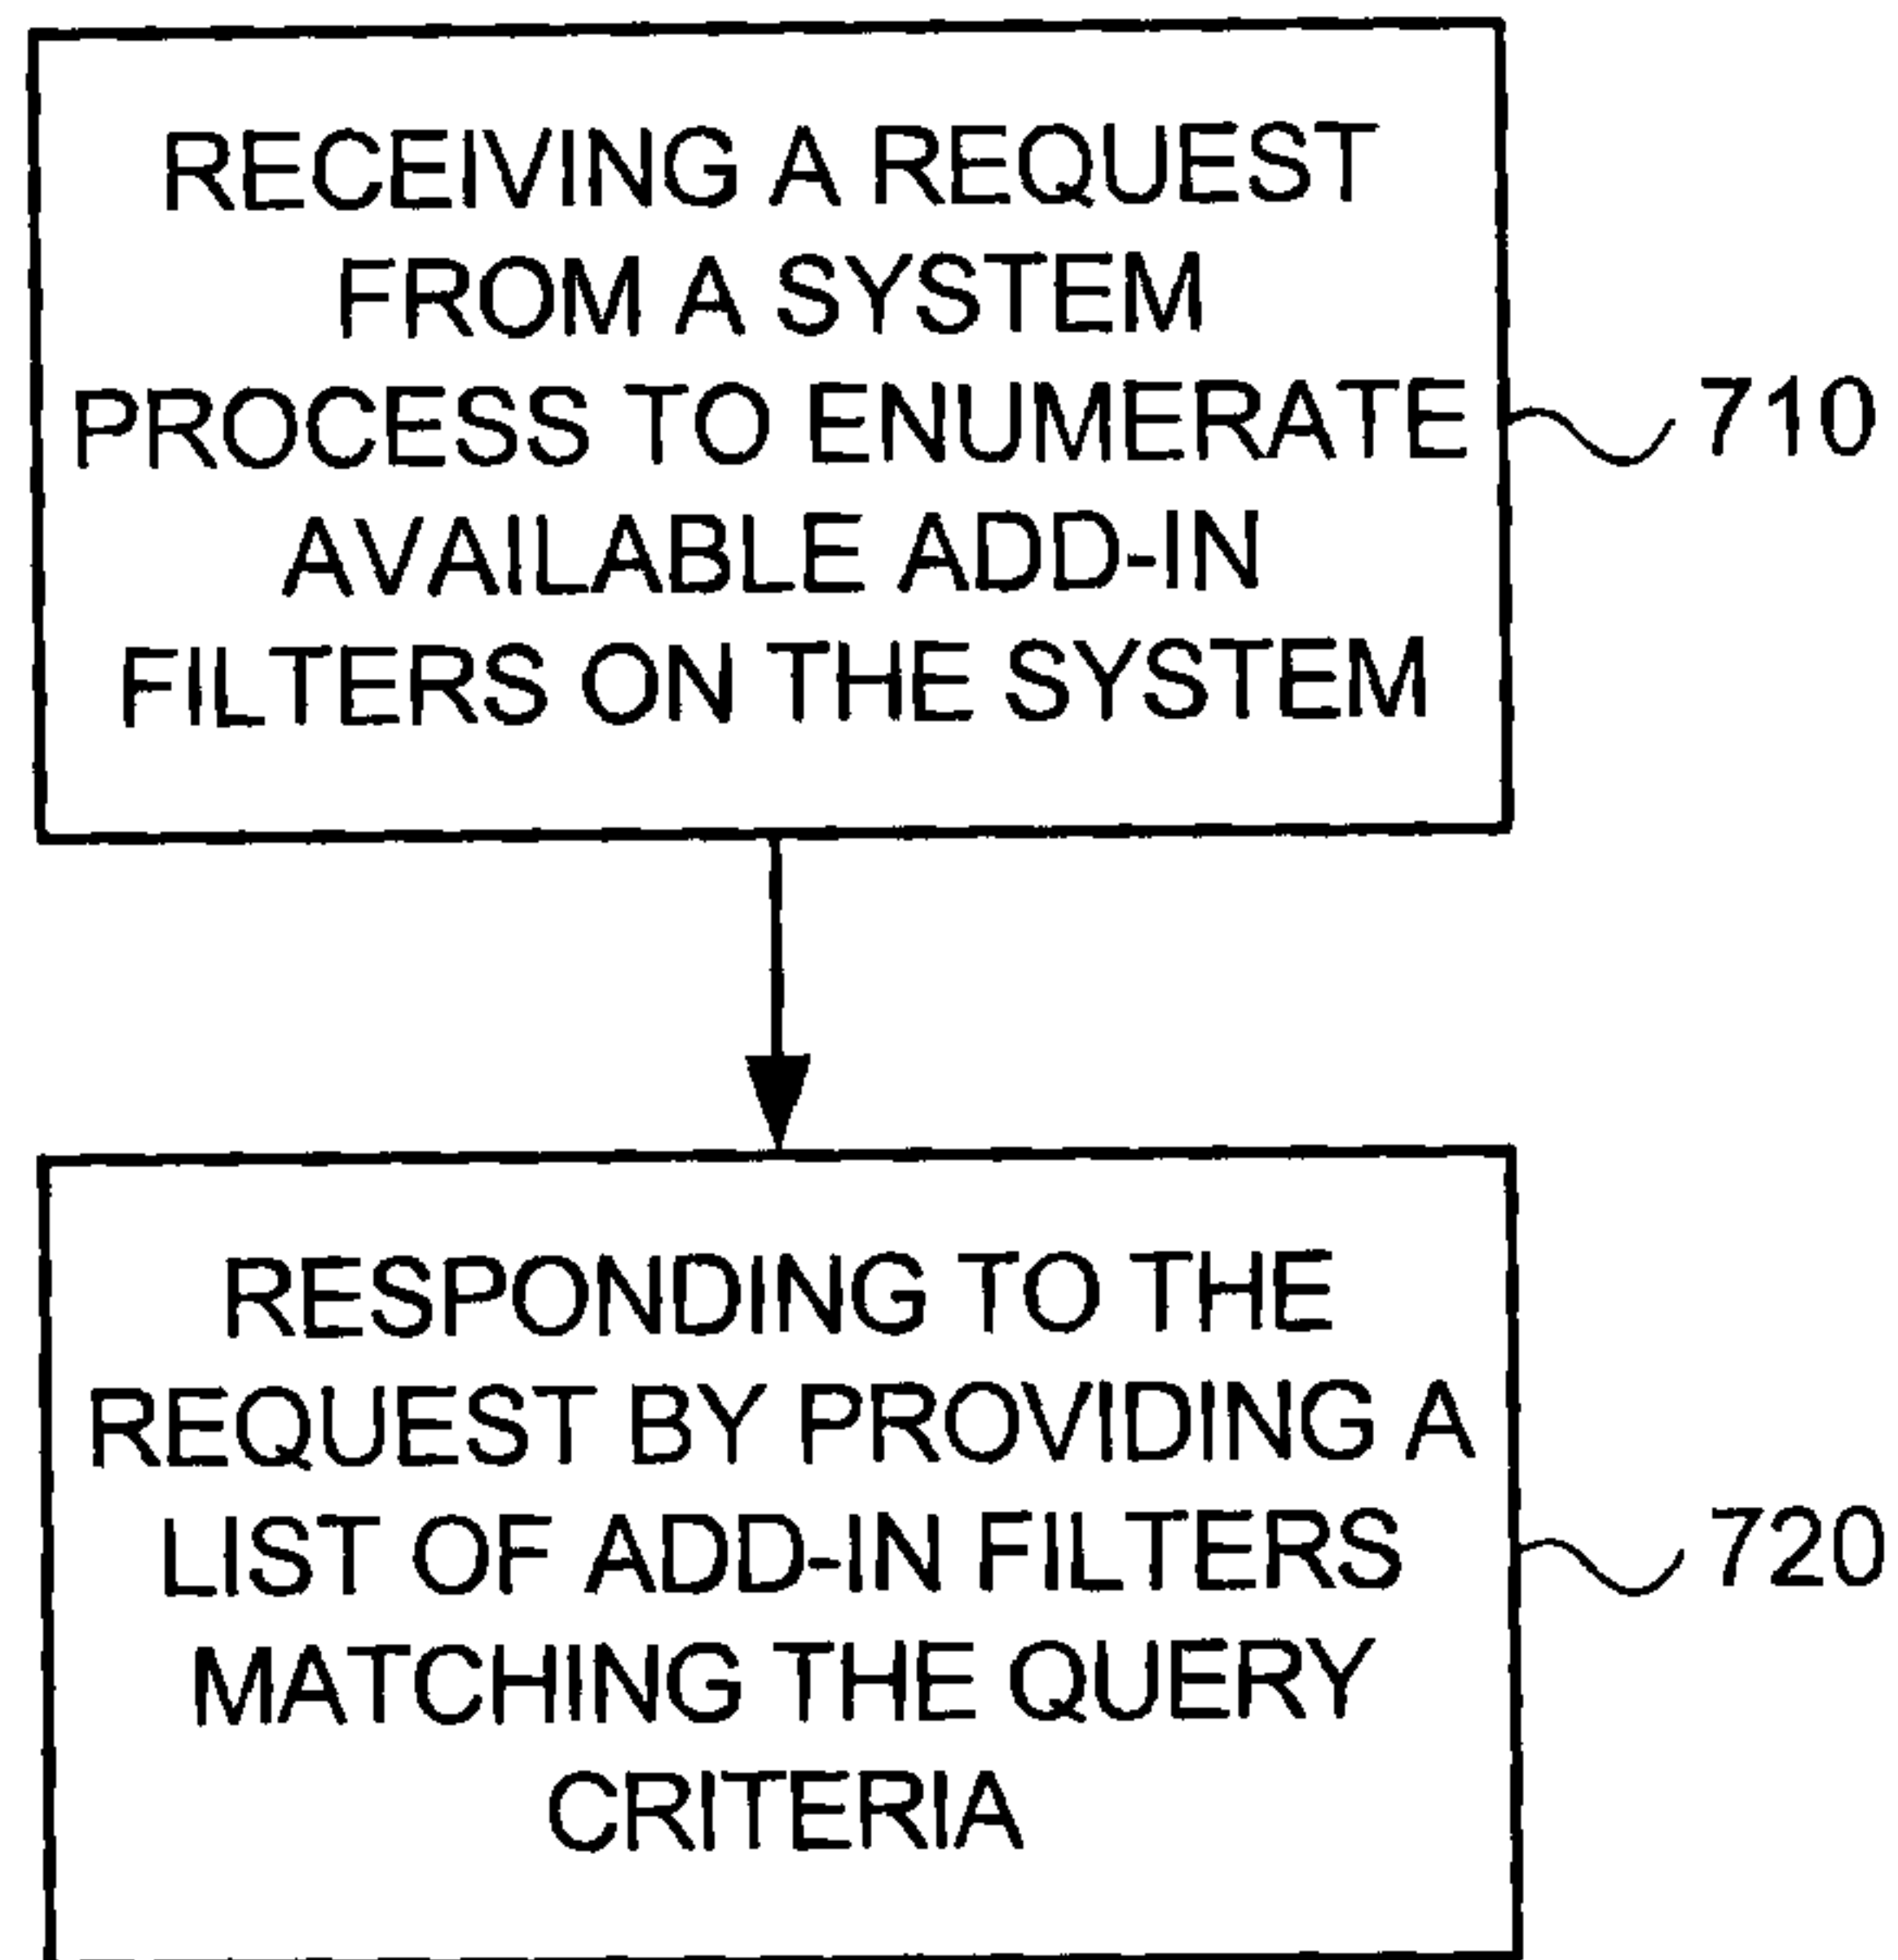 RECEIVING A REQUEST
FROM A SYSTEM
PROCESS TO ENUMERATE
AVAILABLE ADD-IN
FILTERS ON THE SYSTEM
710
RESPONDING TO THE
REQUEST BY PROVIDING A
LIST OF ADD-IN FILTERS
MATCHING THE QUERY
CRITERIA
720